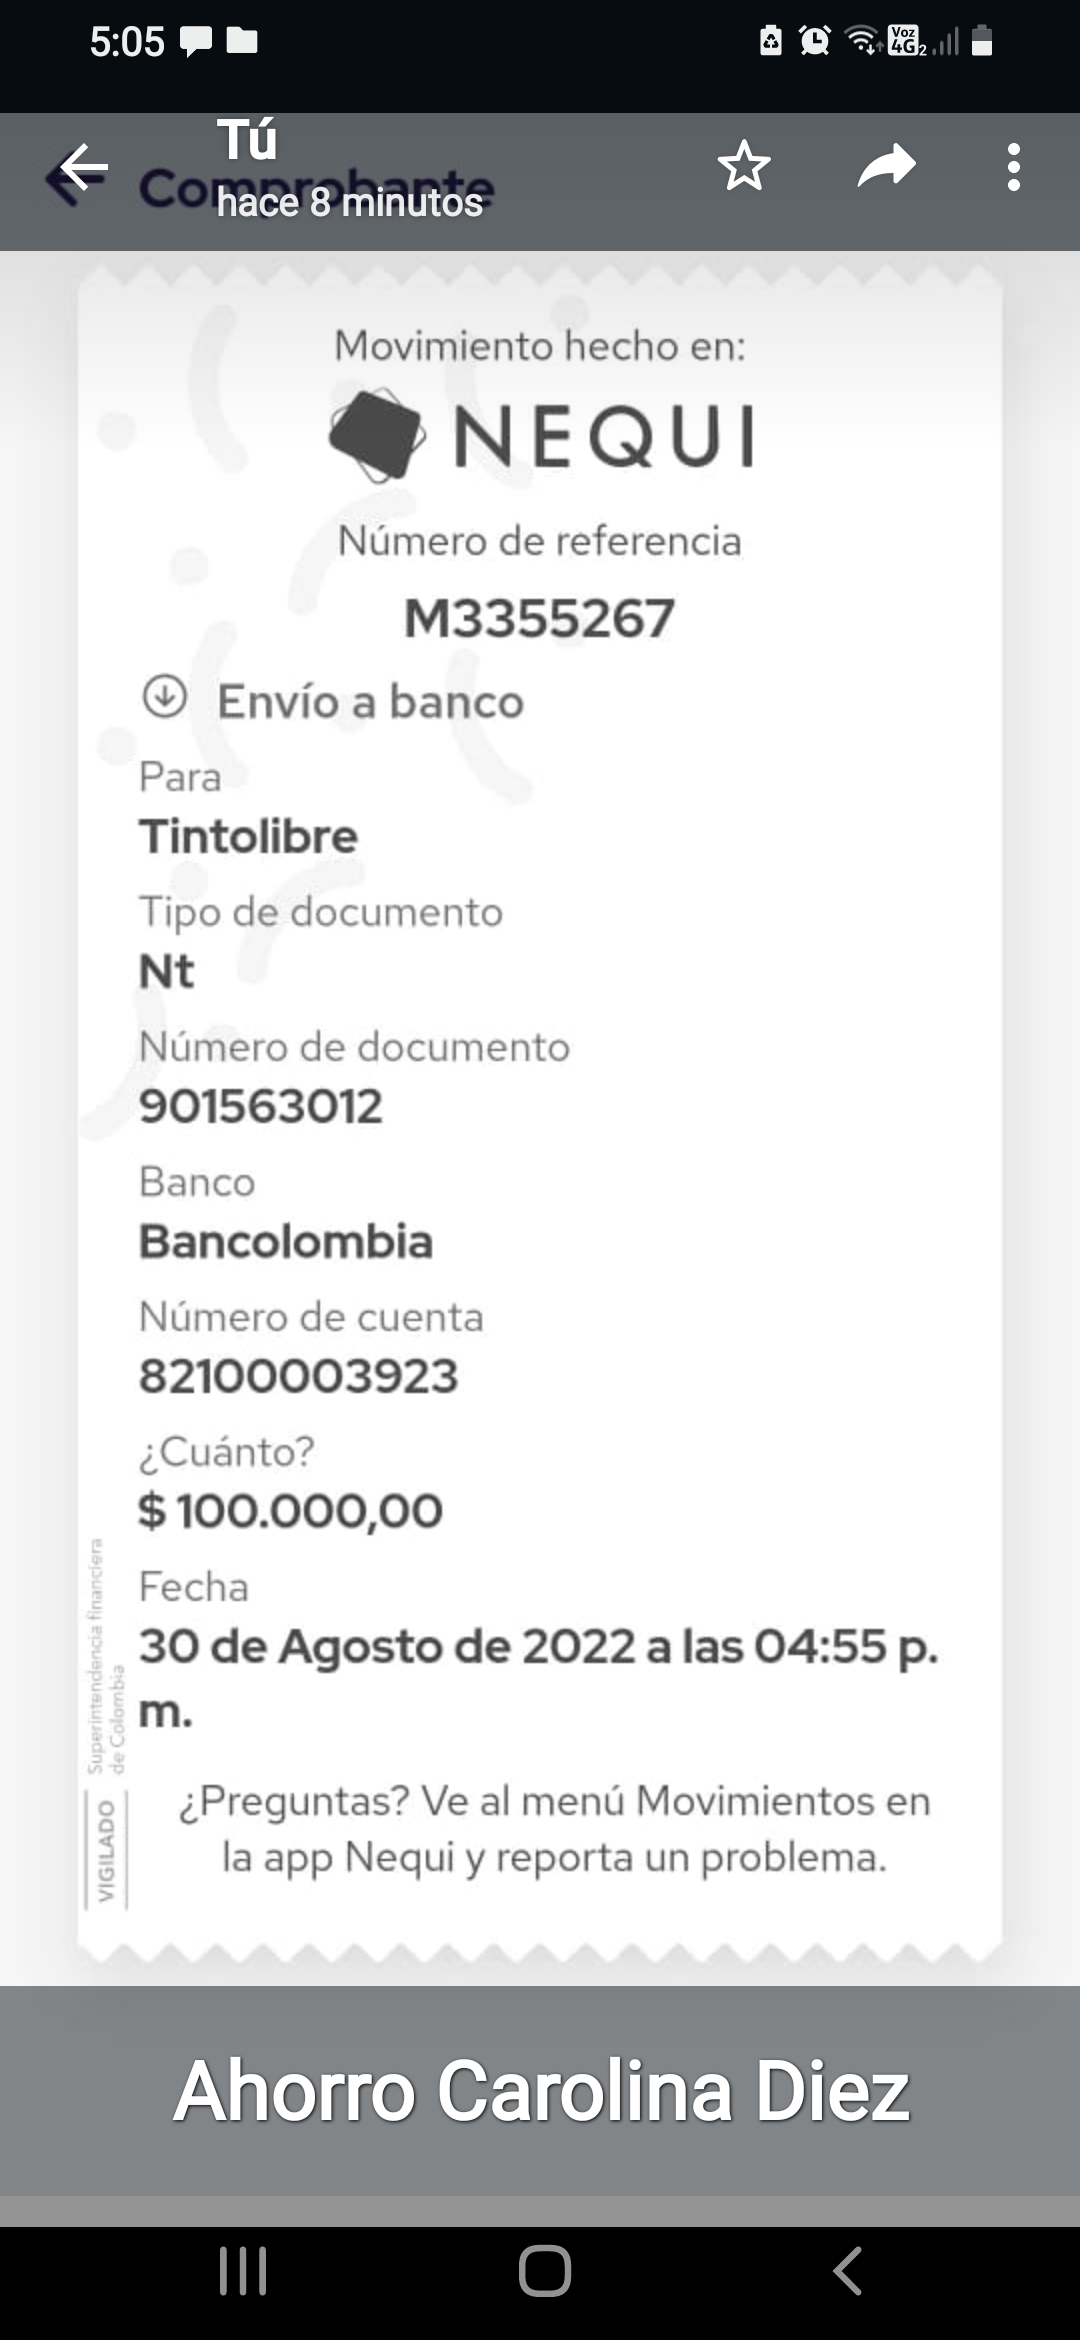 5:05
Voz
4G 2
Tú
Comprobante
hace 8 minutos
Movimiento hecho en:
NEQUI
Número de referencia
M3355267
Envío a banco
Para
Tintolibre
Tipo de documento
Nt
Número de documento
901563012
Banco
Bancolombia
Número de cuenta
82100003923
¿Cuánto?
$ 100.000,00
Fecha
30 de Agosto de 2022 a las 04:55 p.
m.
¿Preguntas? Ve al menú Movimientos en
la app Nequi y reporta un problema.
VIGILADO
Superintendencia financiera
de Colombia
Ahorro Carolina Diez